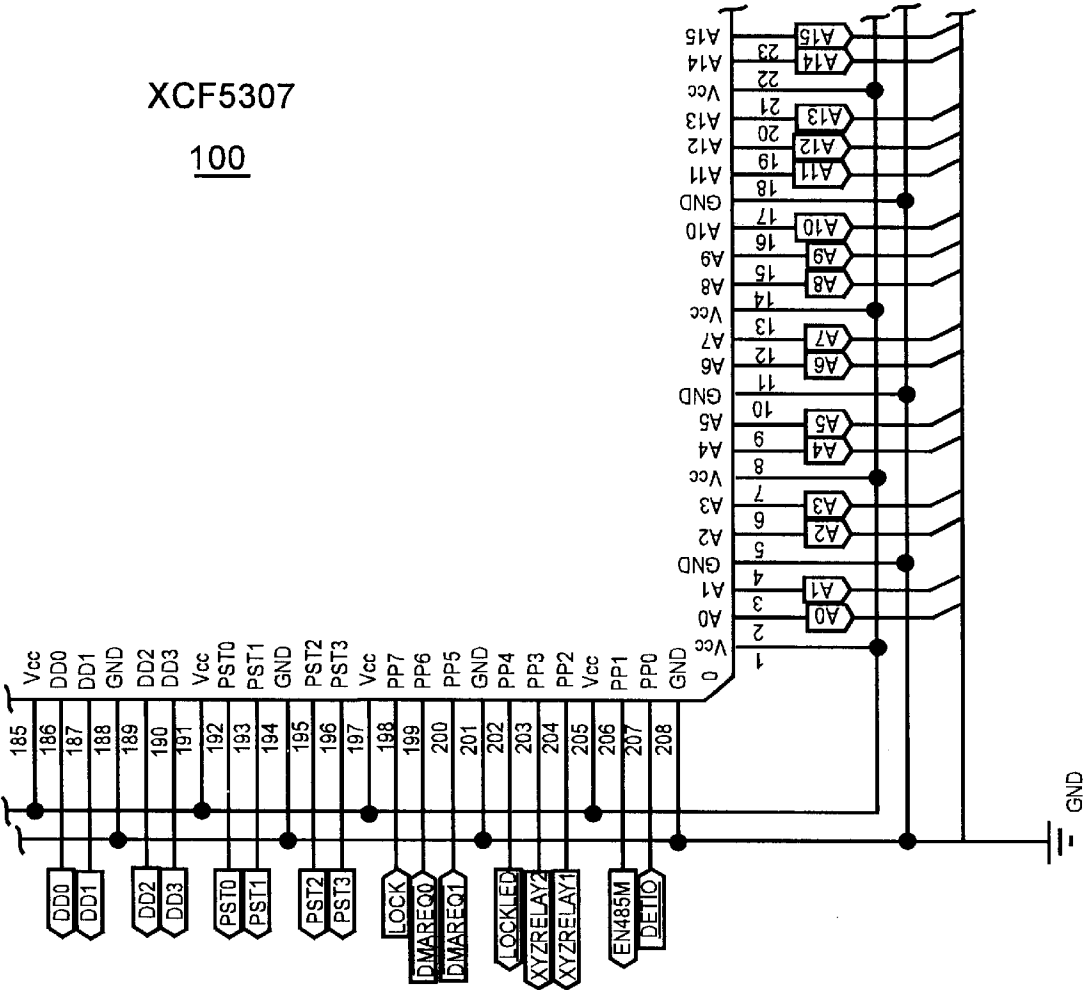 XCF5307
100
A15 A15
23
A14 A14
22
Vcc
21
A13 A13
20
A12 A12
19
A11 A11
18
GND
17
A10 A10
16
A9 A9
15
A8 A8
14
Vcc
13
A7 A7
12
A6 A6
11
GND
10
A5 A5
9
A4 A4
8
Vcc
7
A3 A3
6
A2 A2
5
GND
4
A1 A1
3
A0 A0
2
Vcc
1
0
Vcc
DD0
DD1
GND
DD2
DD3
Vcc
PST0
PST1
GND
PST2
PST3
Vcc
PP7
PP6
PP5
GND
PP4
PP3
PP2
Vcc
PP1
PP0
GND
185
186
187
188
189
190
191
192
193
194
195
196
197
198
199
200
201
202
203
204
205
206
207
208
DD0
DD1
DD2
DD3
PST0
PST1
PST2
PST3
LOCK
DMAREQ0
DMAREQ1
LOCKLED
XYZRELAY2
XYZRELAY1
EN485M
DETIO
GND